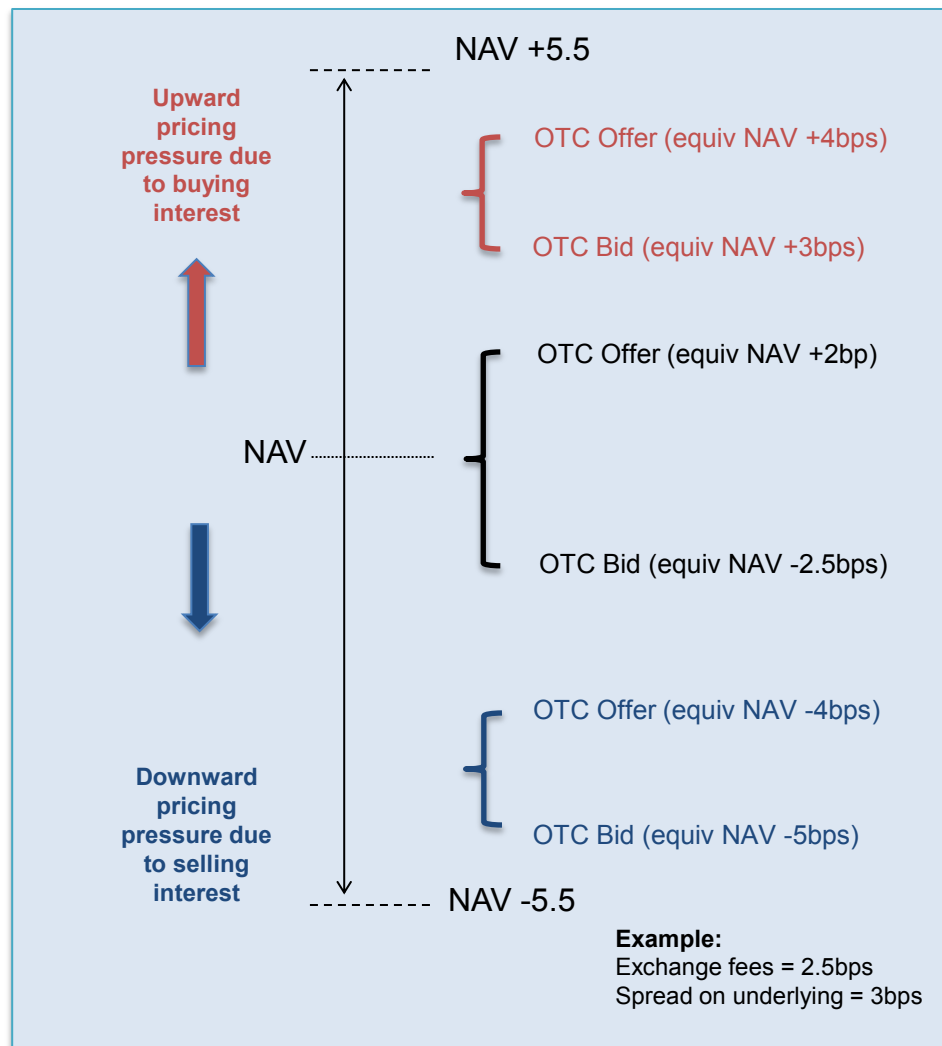 NAV +5.5
Upward
pricing
pressure due
to buying
interest
OTC Offer (equiv NAV +4bps)
OTC Bid (equiv NAV +3bps)
OTC Offer (equiv NAV +2bp)
NAV
OTC Bid (equiv NAV -2.5bps)
OTC Offer (equiv NAV -4bps)
Downward
pricing
pressure due
to selling
interest
OTC Bid (equiv NAV -5bps)
NAV -5.5
Example:
Exchange fees = 2.5bps
Spread on underlying = 3bps